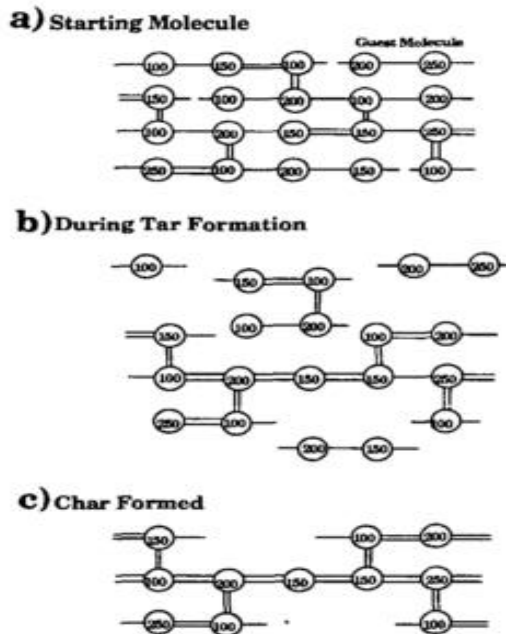 a) Starting Molecule
Guest Molecule
100 150 100 200 250
150 100 200 100 200
100 200 150 150 250
250 100 200 150 100
b) During Tar Formation
100 200 250
150 100
100 200
150 100 200
100 200 150 150 250
250 100 100
200 150
c) Char Formed
150 100 200
100 200 150 150 250
250 100 100